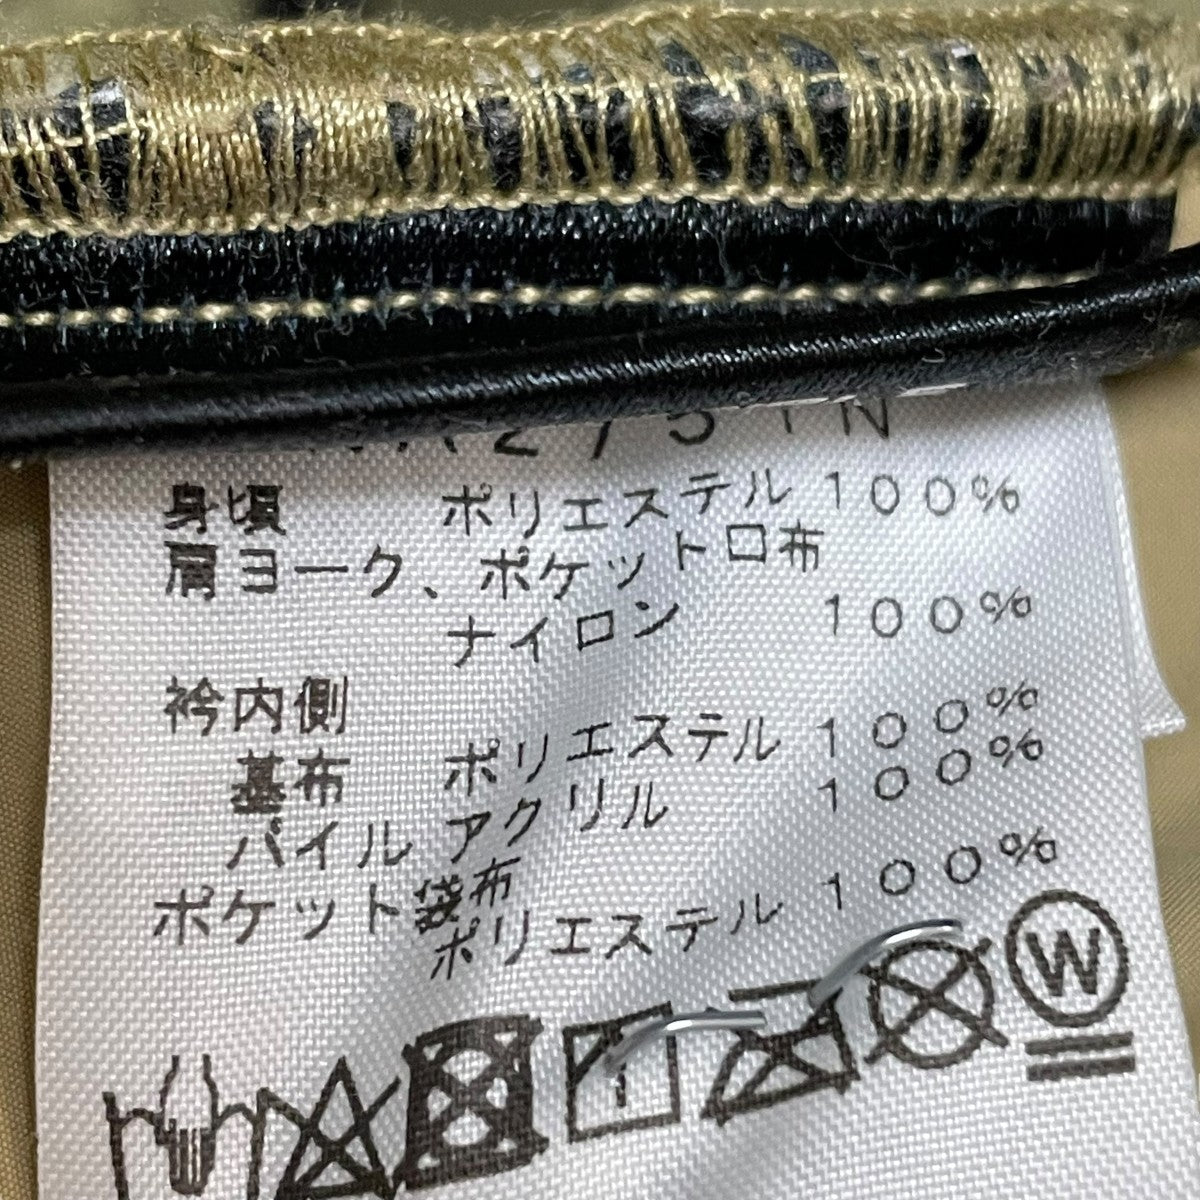 身頃 ポリエステル 100%
肩ヨーク、ポケット口布
ナイロン 100%
衿内側
基布 ポリエステル 100%
パイル アクリル 100%
ポケット袋布
ポリエステル 100%
W